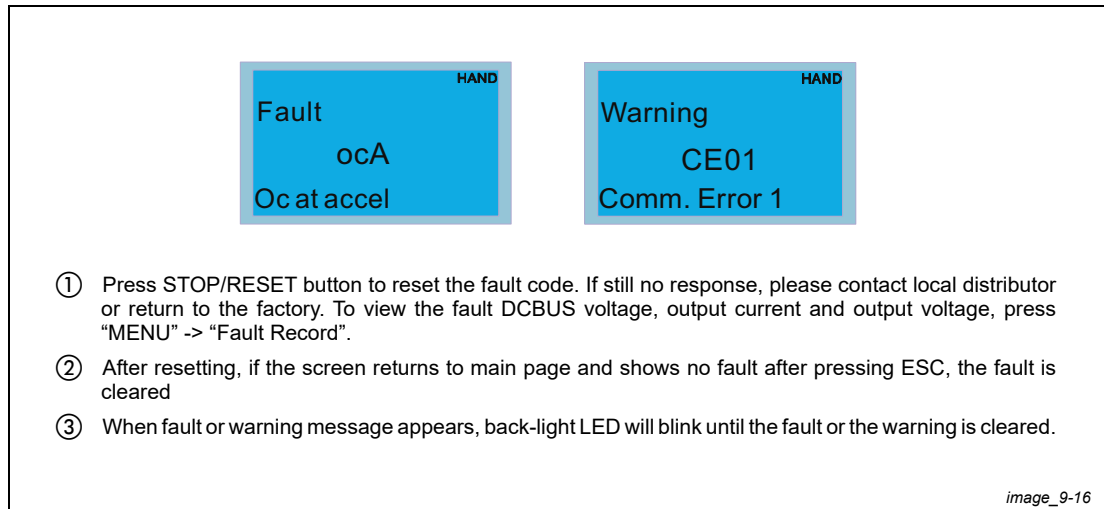 HAND
Fault
ocA
Oc at accel
HAND
Warning
CE01
Comm. Error 1
① Press STOP/RESET button to reset the fault code. If still no response, please contact local distributor
or return to the factory. To view the fault DCBUS voltage, output current and output voltage, press
“MENU” -> “Fault Record”.
② After resetting, if the screen returns to main page and shows no fault after pressing ESC, the fault is
cleared
③ When fault or warning message appears, back-light LED will blink until the fault or the warning is cleared.
image_9-16